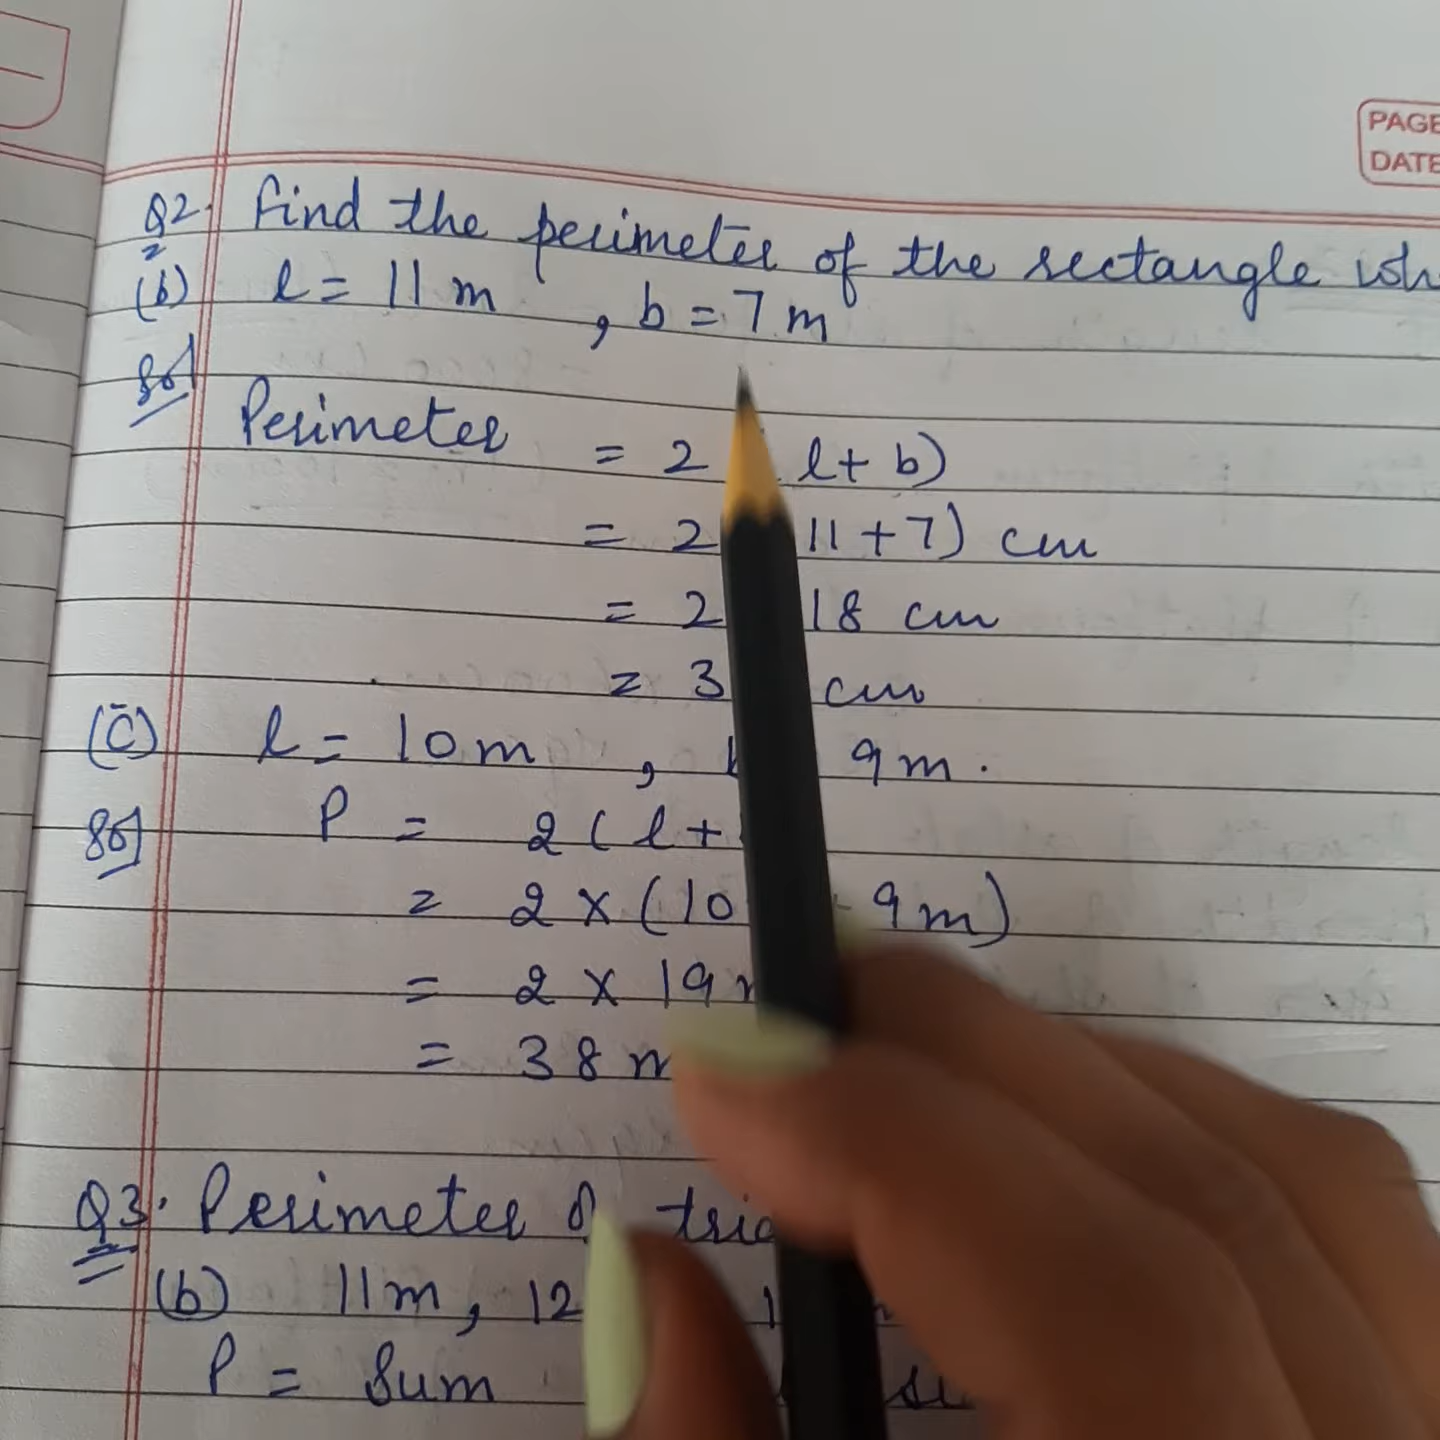 PAGE
DATE
Q2. Find the perimeter of the rectangle
(b) l = 11 m , b = 7 m
Sol
Perimeter = 2 l + b)
= 2 11 + 7) cm
= 2 18 cm
= 3 cm
(c) l = 10 m , 9 m .
Sol P = 2 ( l +
= 2 × (10 9 m)
= 2 × 19
= 38 m
Q3. Perimeter of
(b) 11 m, 12
P = Sum